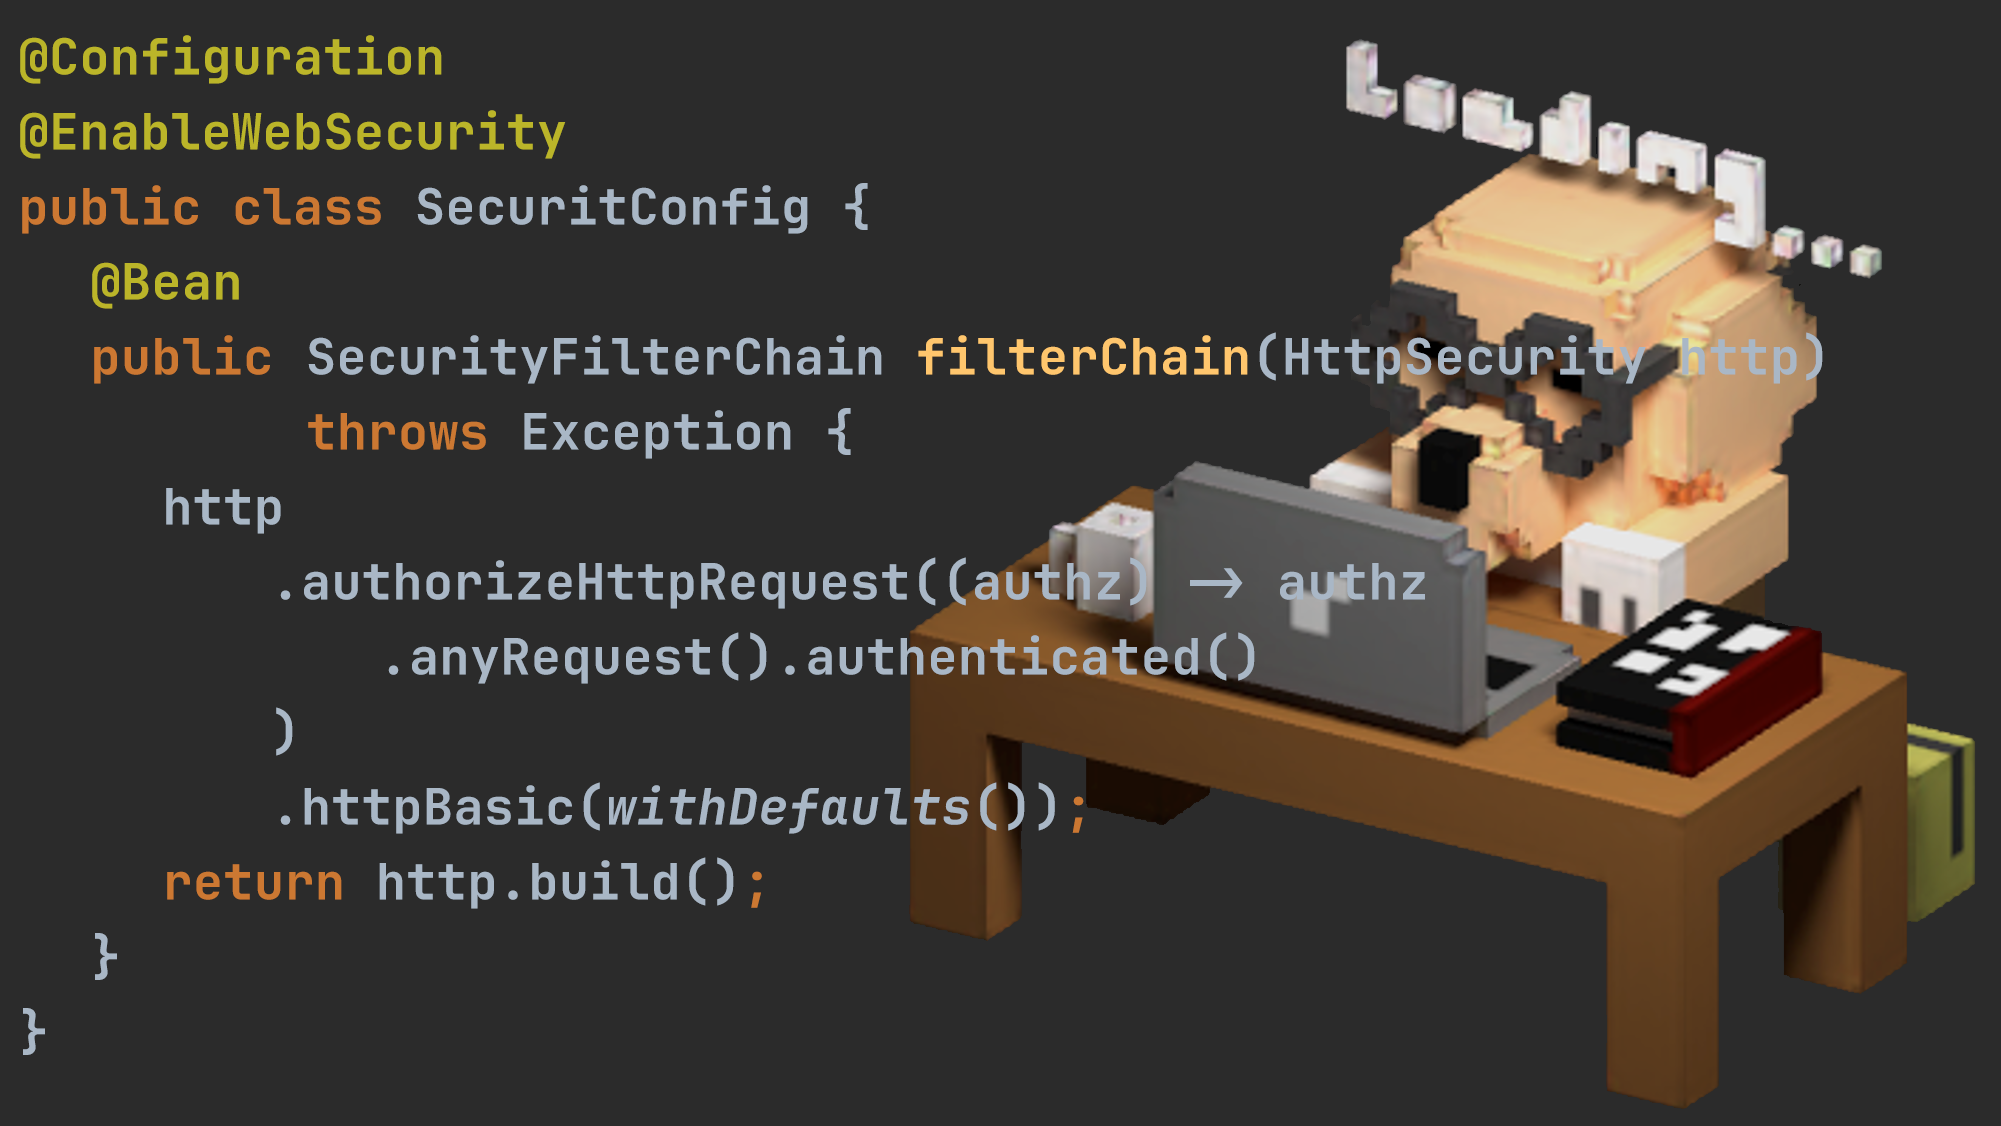 @Configuration
@EnableWebSecurity
public class SecuritConfig {
@Bean
public SecurityFilterChain filterChain(HttpSecurity http)
throws Exception {
http
.authorizeHttpRequest((authz) -> authz
.anyRequest().authenticated()
)
.httpBasic(withDefaults());
return http.build();
}
}
Loading...